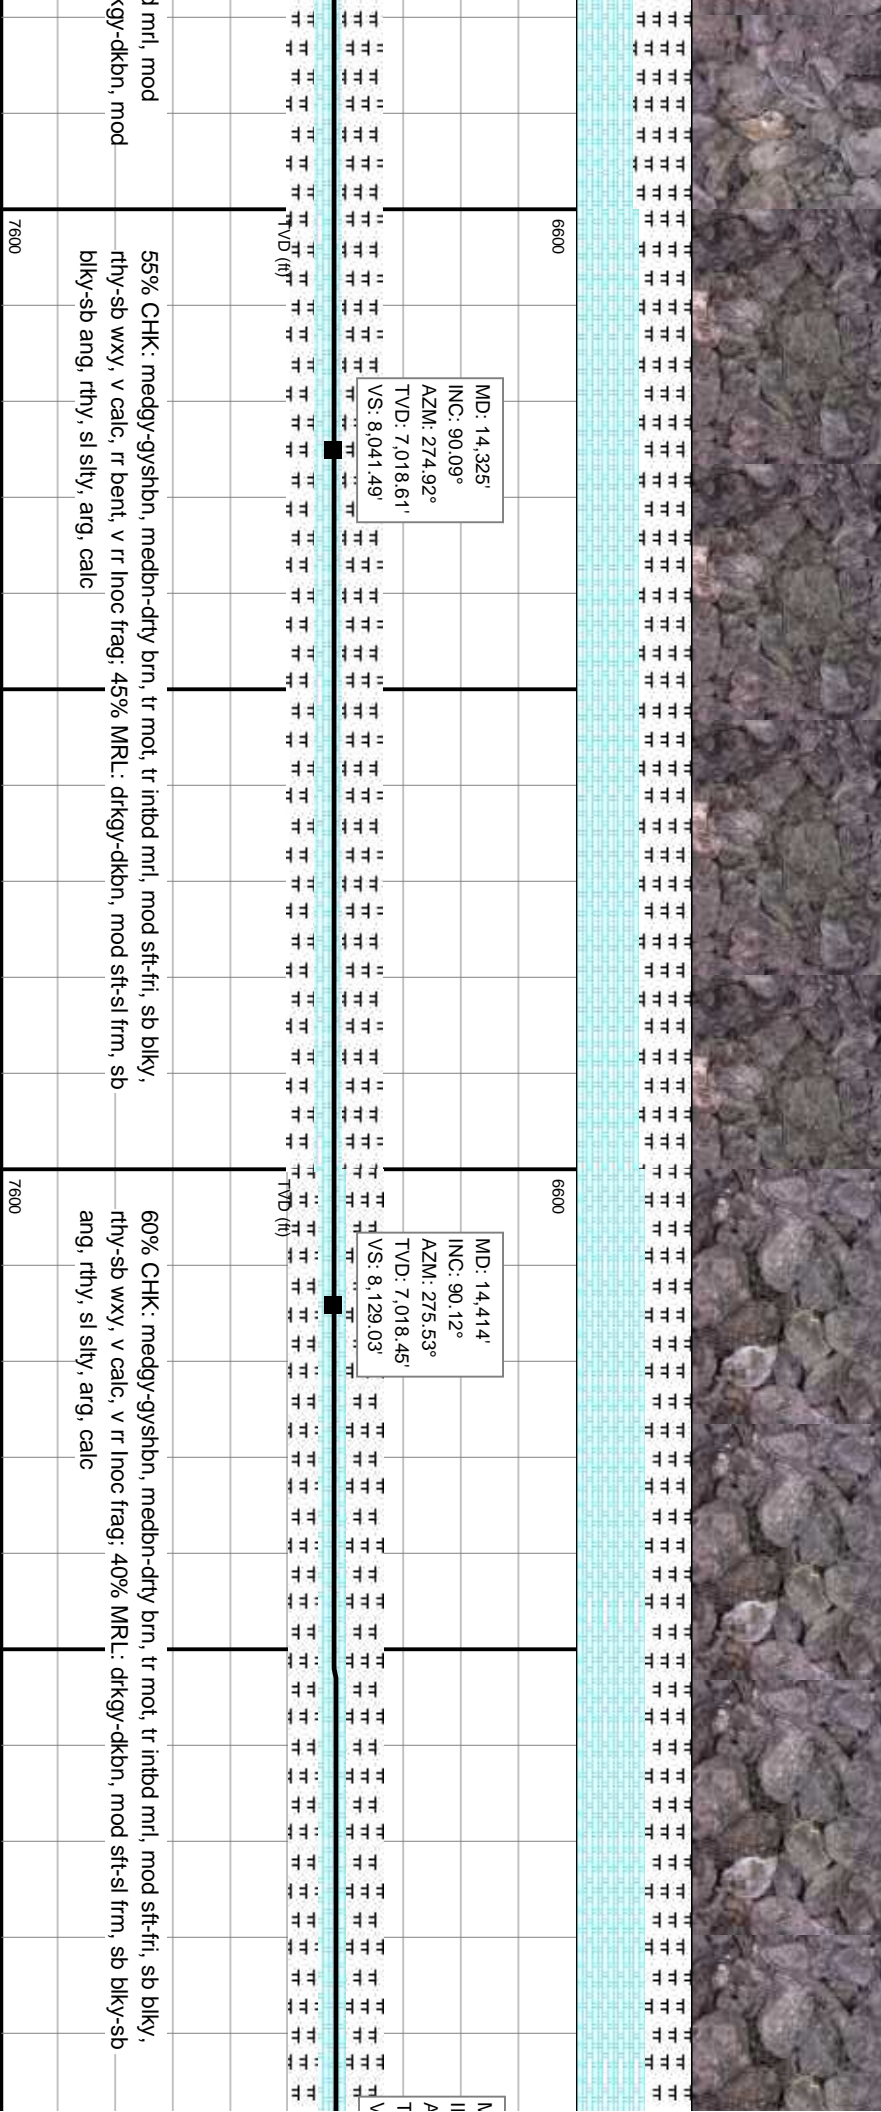 d mrl, mod
kgy-dkbn, mod
6600
TVD (ft)
7600
MD: 14,325'
INC: 90.09°
AZM: 274.92°
TVD: 7,018.61'
VS: 8,041.49'
55% CHK: medgy-gyshbn, medbn-drty brn, tr mot, tr intbd mrl, mod sft-fri, sb blky,
rthy-sb wxy, v calc, rr bent, v rr Inoc frag; 45% MRL: drkgy-dkbn, mod sft-sl frm, sb
blky-sb ang, rthy, sl slty, arg, calc
6600
TVD (ft)
7600
MD: 14,414'
INC: 90.12°
AZM: 275.53°
TVD: 7,018.45'
VS: 8,129.03'
60% CHK: medgy-gyshbn, medbn-drty brn, tr mot, tr intbd mrl, mod sft-fri, sb blky,
rthy-sb wxy, v calc, v rr Inoc frag; 40% MRL: drkgy-dkbn, mod sft-sl frm, sb blky-sb
ang, rthy, sl slty, arg, calc